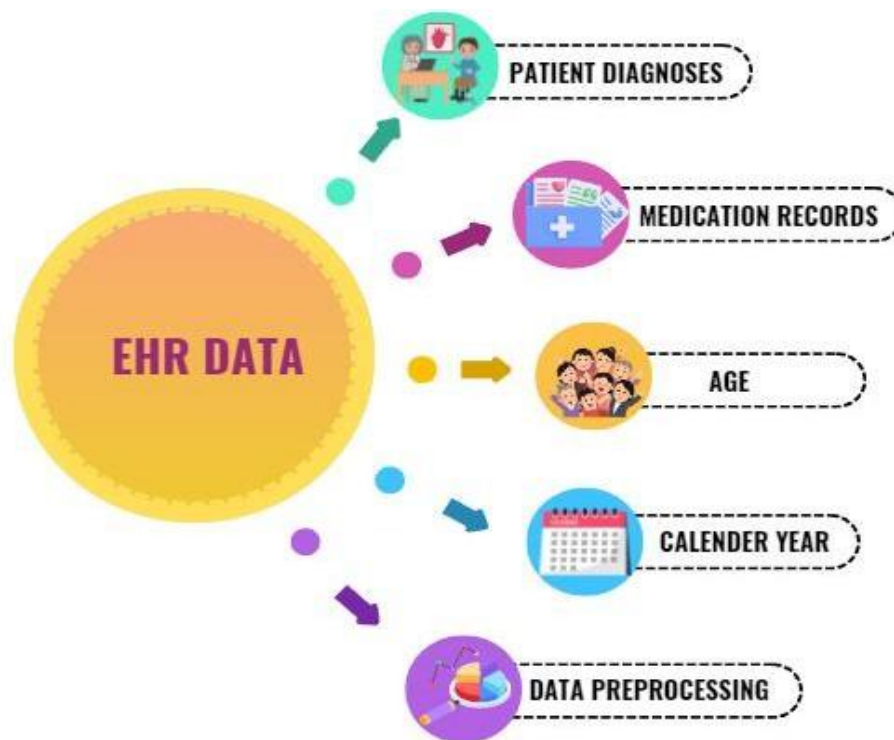 PATIENT DIAGNOSES
MEDICATION RECORDS
EHR DATA
AGE
CALENDER YEAR
DATA PREPROCESSING